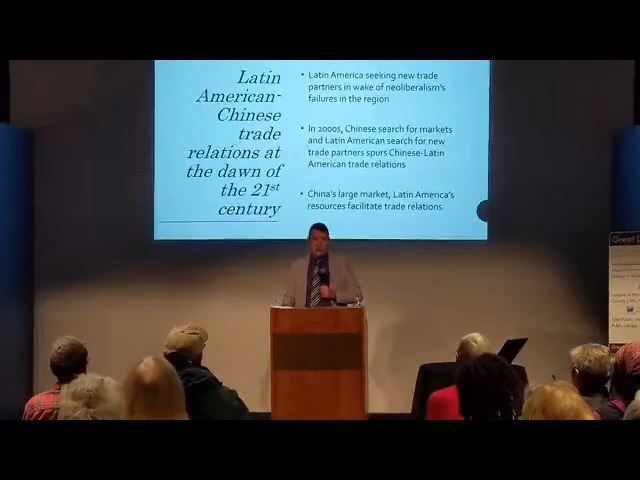 Latin
American-
Chinese
trade
relations at
the dawn of
the 21st
century
• Latin America seeking new trade
partners in wake of neoliberalism's
failures in the region
• In 2000s, Chinese search for markets
and Latin American search for new
trade partners spurs Chinese-Latin
American trade relations
• China's large market, Latin America's
resources facilitate trade relations
Great D